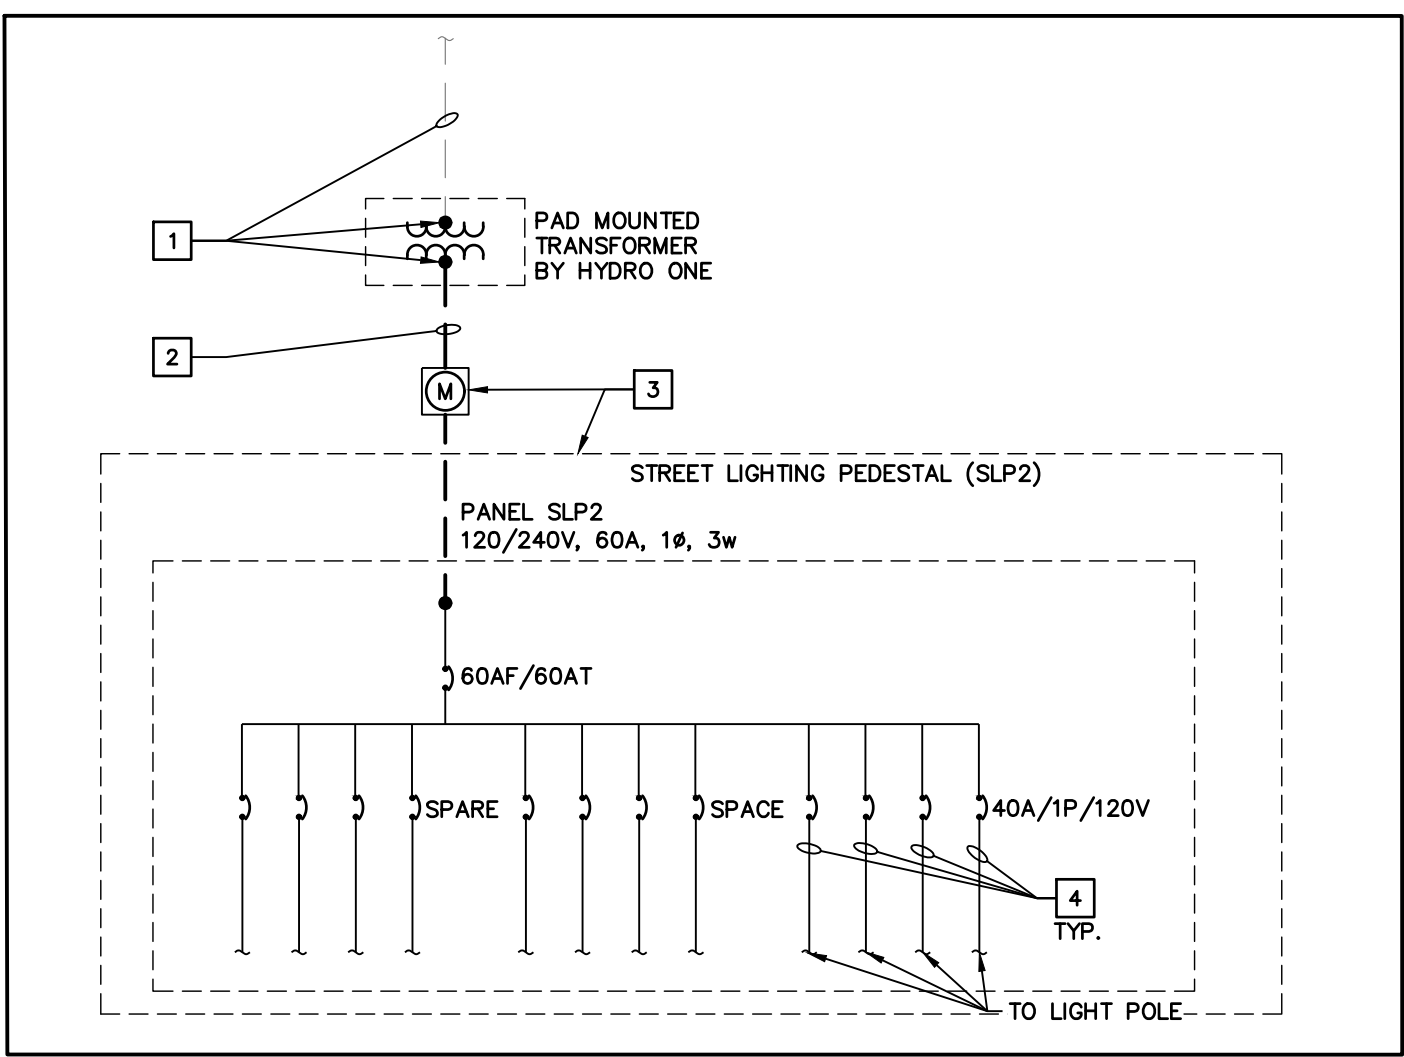 1
PAD MOUNTED
TRANSFORMER
BY HYDRO ONE
2
M
3
STREET LIGHTING PEDESTAL (SLP2)
PANEL SLP2
120/240V, 60A, 1ø, 3w
60AF/60AT
SPARE
SPACE
40A/1P/120V
4
TYP.
TO LIGHT POLE